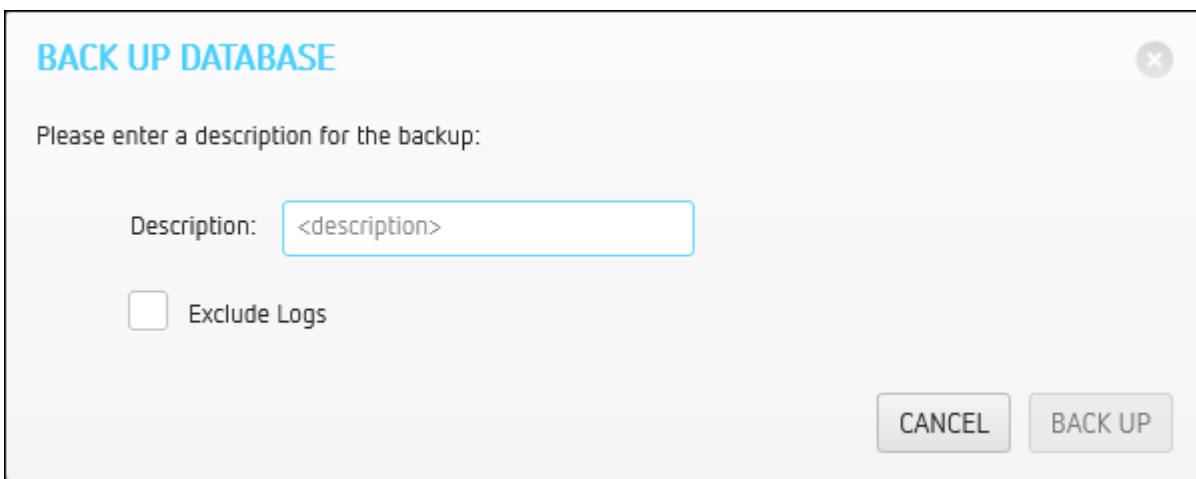 BACK UP DATABASE
Please enter a description for the backup:
Description: <description>
Exclude Logs
CANCEL BACK UP